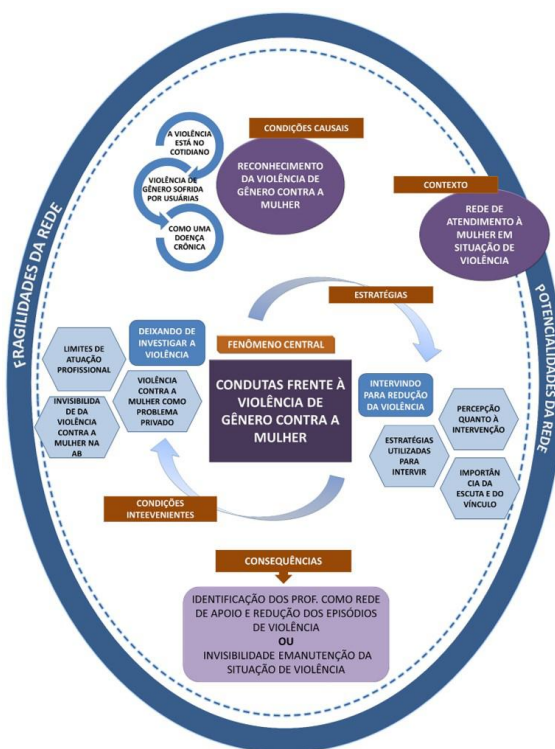 CONDIÇÕES CAUSAIS
A VIOLÊNCIA
ESTÁ NO
COTIDIANO
VIOLÊNCIA DE
GÊNERO SOFRIDA
POR USUÁRIAS
COMO UMA
DOENÇA
CRÔNICA
RECONHECIMENTO
DA VIOLÊNCIA DE
GÊNERO CONTRA A
MULHER
CONTEXTO
REDE DE
ATENDIMENTO À
MULHER EM
SITUAÇÃO DE
VIOLÊNCIA
FRAGILIDADES DA REDE
POTENCIALIDADES DA REDE
ESTRATÉGIAS
DEIXANDO DE
INVESTIGAR A
VIOLÊNCIA
LIMITES DE
ATUAÇÃO
PROFISSIONAL
VIOLÊNCIA
CONTRA A
MULHER COMO
PROBLEMA
PRIVADO
INVISIBILIDA
DE DA
VIOLÊNCIA
CONTRA A
MULHER NA
AB
FENÔMENO CENTRAL
CONDUTAS FRENTE À
VIOLÊNCIA DE
GÊNERO CONTRA A
MULHER
INTERVINDO
PARA REDUÇÃO
DA VIOLÊNCIA
PERCEPÇÃO
QUANTO À
INTERVENÇÃO
ESTRATÉGIAS
UTILIZADAS
PARA
INTERVIR
IMPORTÂN
CIA DA
ESCUTA E DO
VÍNCULO
CONDIÇÕES
INTEEVENIENTES
CONSEQUÊNCIAS
IDENTIFICAÇÃO DOS PROF. COMO REDE
DE APOIO E REDUÇÃO DOS EPISÓDIOS
DE VIOLÊNCIA
OU
INVISIBILIDADE EMANUTENÇÃO DA
SITUAÇÃO DE VIOLÊNCIA